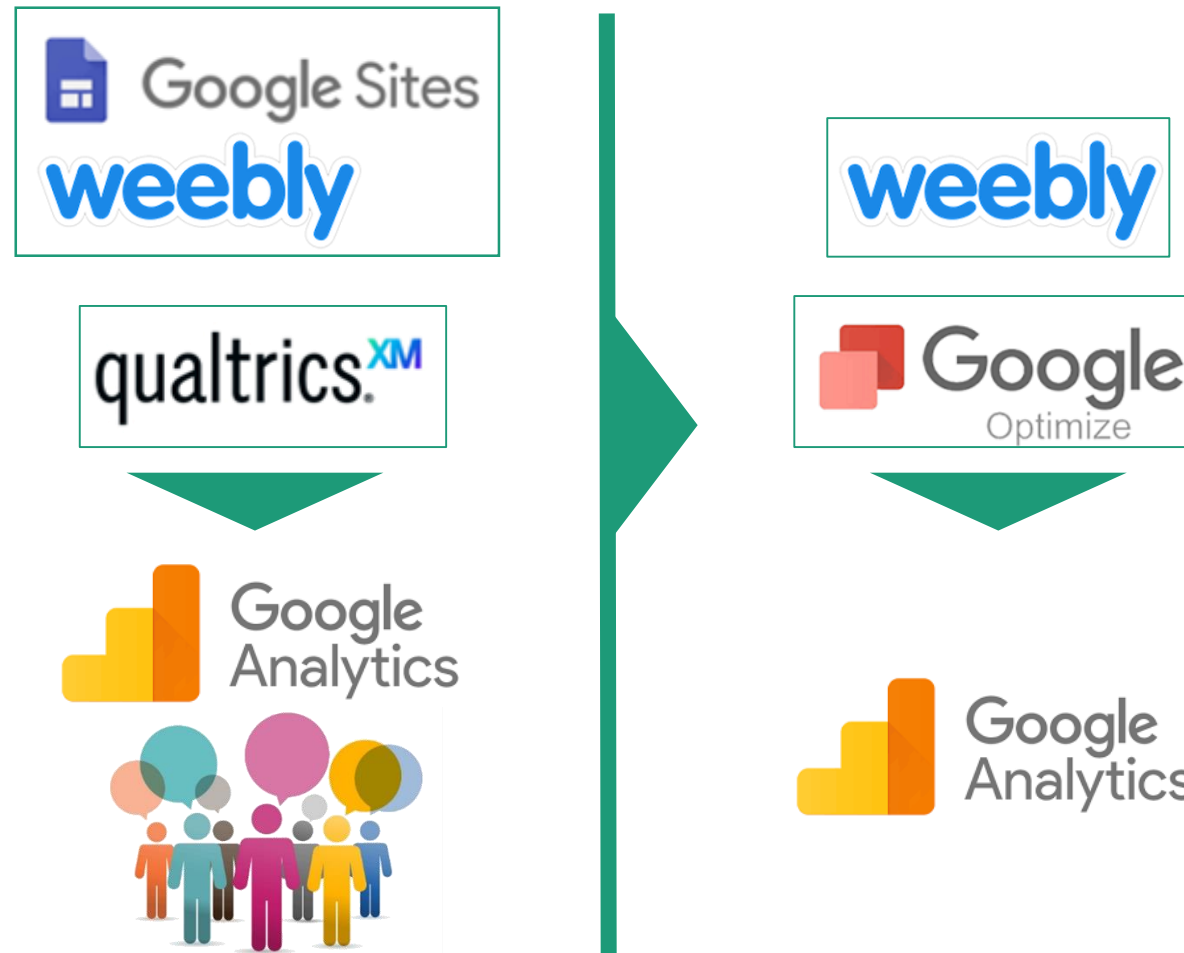 Google Sites
weebly
qualtrics.XM
Google
Analytics
weebly
Google
Optimize
Google
Analytics